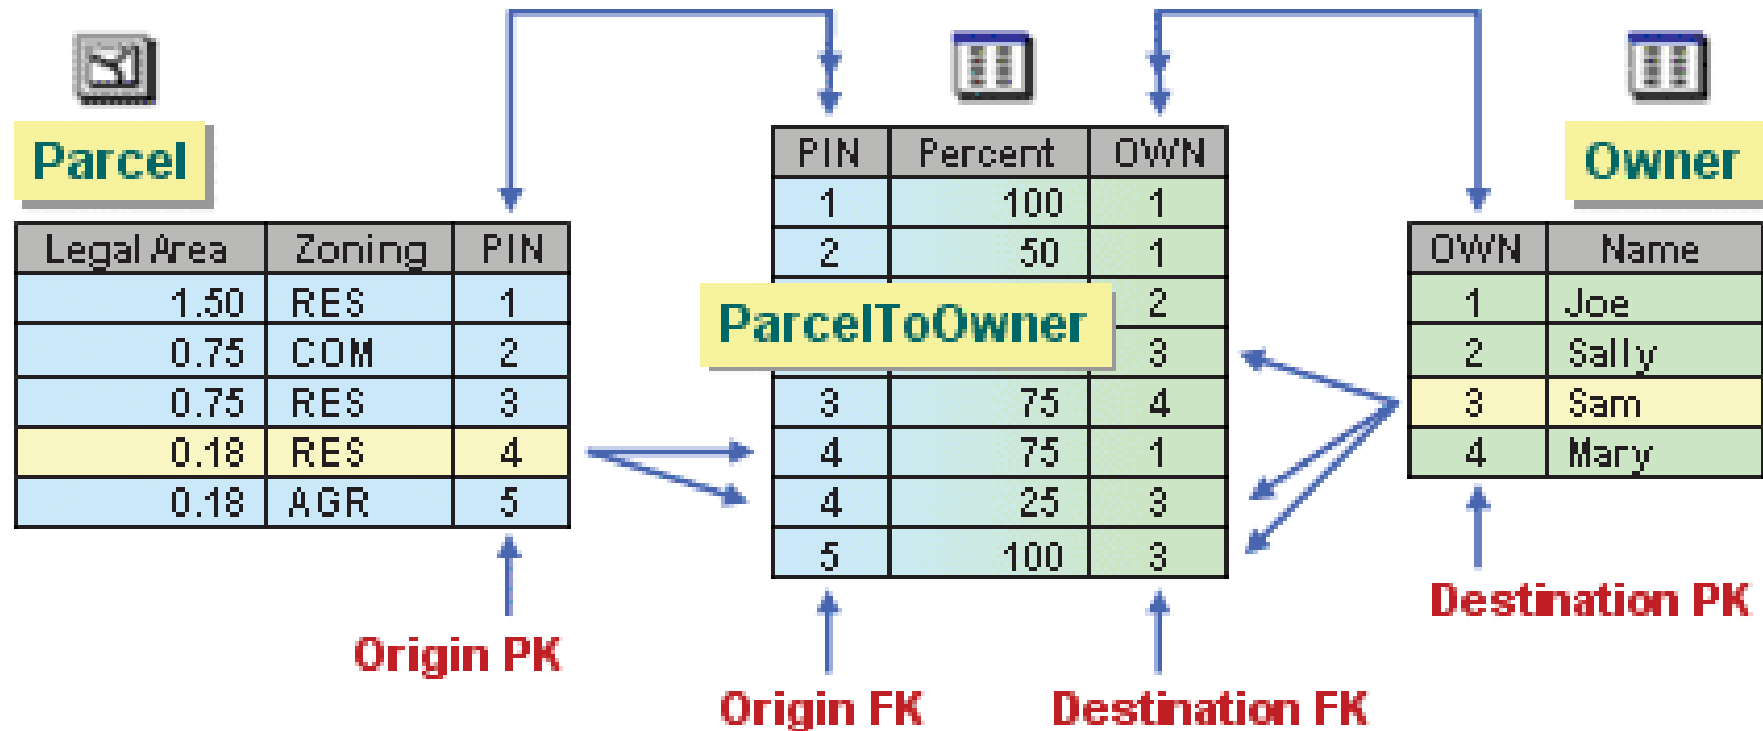 Parcel
Legal Area Zoning PIN
1.50 RES 1
0.75 COM 2
0.75 RES 3
0.18 RES 4
0.18 AGR 5
Origin PK
PIN Percent OWN
1 100 1
2 50 1
2
ParcelToOwner
3
3 75 4
4 75 1
4 25 3
5 100 3
Origin FK
Destination FK
Owner
OWN Name
1 Joe
2 Sally
3 Sam
4 Mary
Destination PK